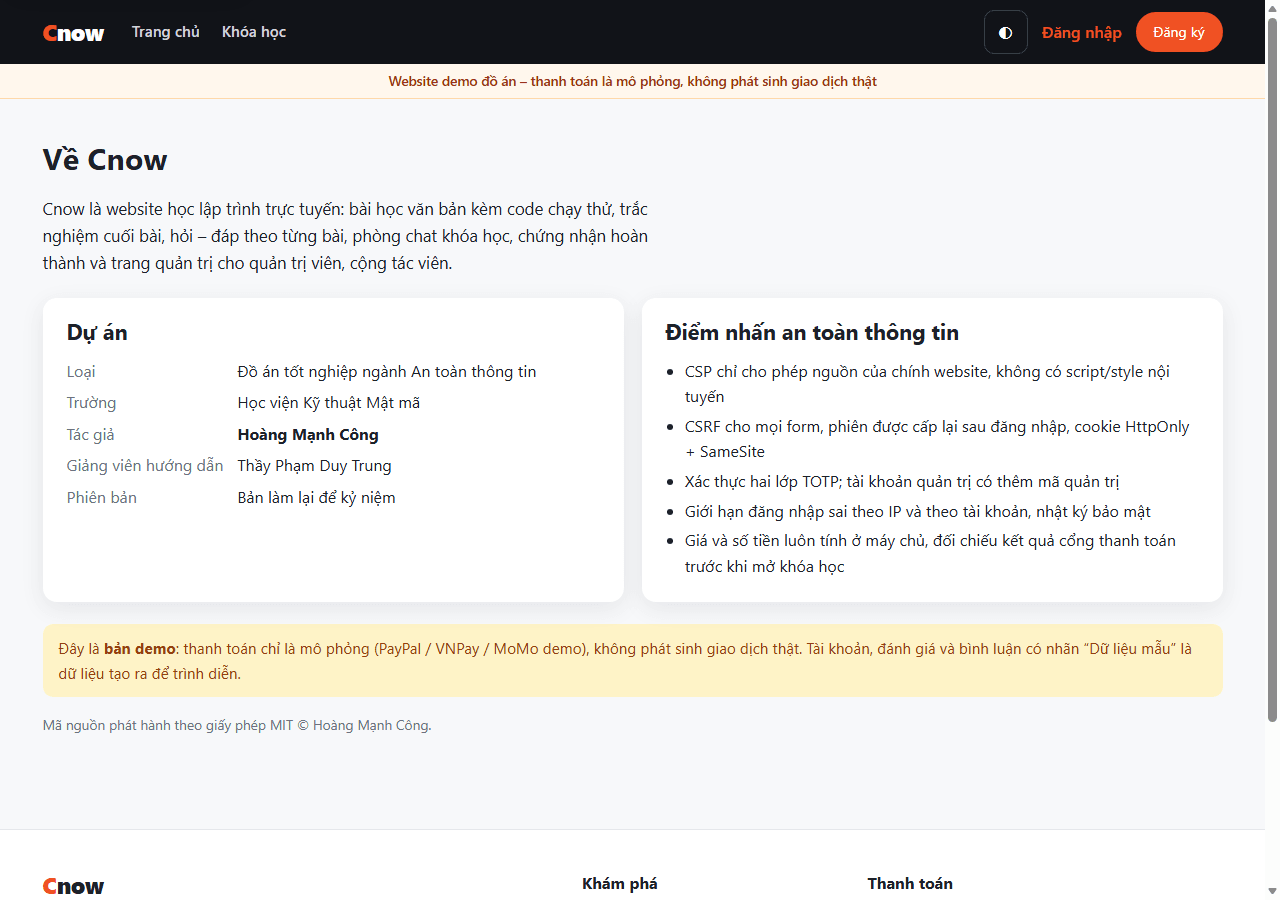 Cnow
Trang chủ
Khóa học
Đăng nhập
Đăng ký
Website demo đồ án – thanh toán là mô phỏng, không phát sinh giao dịch thật
Về Cnow
Cnow là website học lập trình trực tuyến: bài học văn bản kèm code chạy thử, trắc
nghiệm cuối bài, hỏi – đáp theo từng bài, phòng chat khóa học, chứng nhận hoàn
thành và trang quản trị cho quản trị viên, cộng tác viên.
Dự án
Loại Đồ án tốt nghiệp ngành An toàn thông tin
Trường Học viện Kỹ thuật Mật mã
Tác giả Hoàng Mạnh Công
Giảng viên hướng dẫn Thầy Phạm Duy Trung
Phiên bản Bản làm lại để kỷ niệm
Điểm nhấn an toàn thông tin
CSP chỉ cho phép nguồn của chính website, không có script/style nội
tuyến
CSRF cho mọi form, phiên được cấp lại sau đăng nhập, cookie HttpOnly
+ SameSite
Xác thực hai lớp TOTP; tài khoản quản trị có thêm mã quản trị
Giới hạn đăng nhập sai theo IP và theo tài khoản, nhật ký bảo mật
Giá và số tiền luôn tính ở máy chủ, đối chiếu kết quả cổng thanh toán
trước khi mở khóa học
Đây là bản demo: thanh toán chỉ là mô phỏng (PayPal / VNPay / MoMo demo), không phát sinh giao dịch thật. Tài khoản, đánh giá và bình luận có nhãn “Dữ liệu mẫu” là
dữ liệu tạo ra để trình diễn.
Mã nguồn phát hành theo giấy phép MIT © Hoàng Mạnh Công.
Cnow
Khám phá
Thanh toán